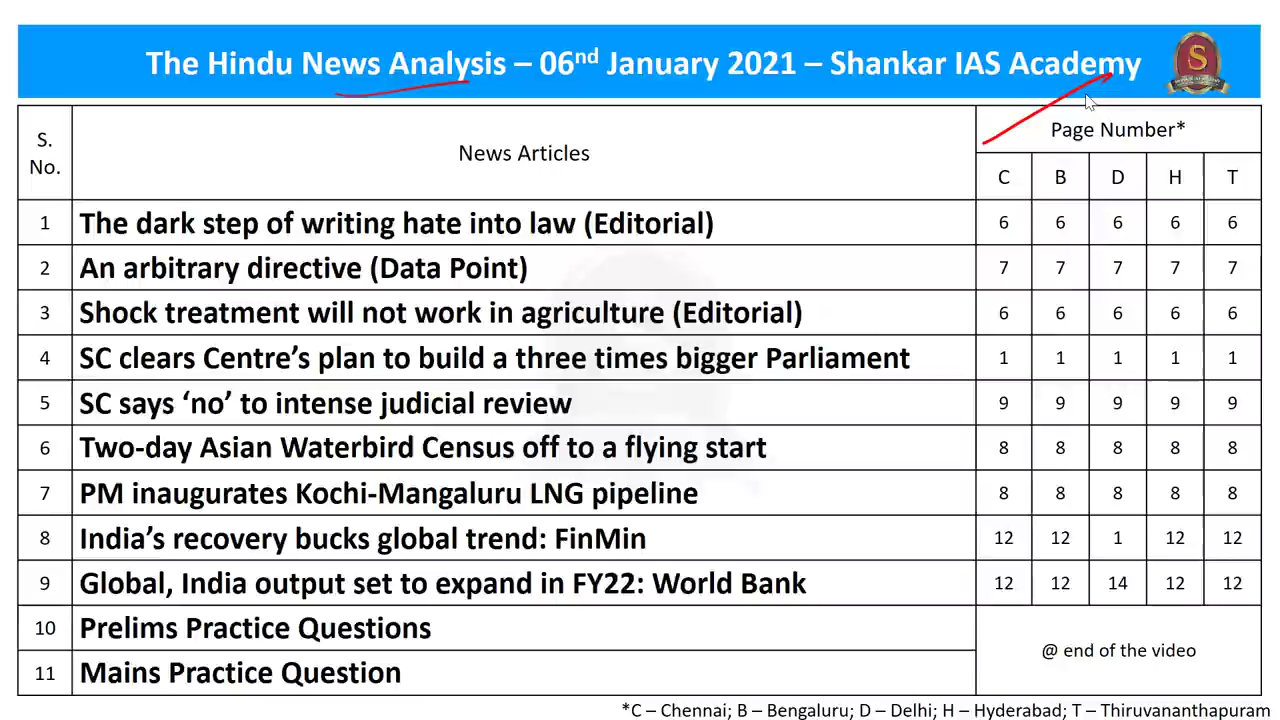 The Hindu News Analysis – 06nd January 2021 – Shankar IAS Academy
S
S. No. News Articles Page Number*
C B D H T
1 The dark step of writing hate into law (Editorial) 6 6 6 6 6
2 An arbitrary directive (Data Point) 7 7 7 7 7
3 Shock treatment will not work in agriculture (Editorial) 6 6 6 6 6
4 SC clears Centre’s plan to build a three times bigger Parliament 1 1 1 1 1
5 SC says ‘no’ to intense judicial review 9 9 9 9 9
6 Two-day Asian Waterbird Census off to a flying start 8 8 8 8 8
7 PM inaugurates Kochi-Mangaluru LNG pipeline 8 8 8 8 8
8 India’s recovery bucks global trend: FinMin 12 12 1 12 12
9 Global, India output set to expand in FY22: World Bank 12 12 14 12 12
10 Prelims Practice Questions
11 Mains Practice Question
@ end of the video
*C – Chennai; B – Bengaluru; D – Delhi; H – Hyderabad; T – Thiruvananthapuram